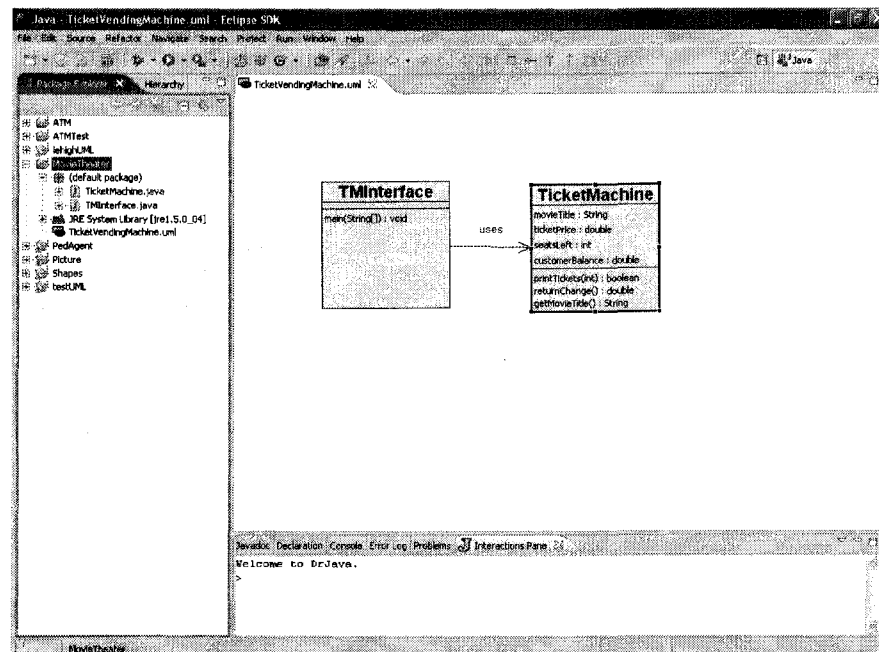 Java - TicketVendingMachine.uml - Eclipse SDK
File Edit Source Refactor Navigate Search Project Run Window Help
Java
Package Explorer Hierarchy
TicketVendingMachine.uml
ATM
ATMTest
lehighUML
MovieTheater
(default package)
TicketMachine.java
TMInterface.java
JRE System Library [jre1.5.0_04]
TicketVendingMachine.uml
PedAgent
Picture
Shapes
testUML
TMInterface
main(String[]) : void
uses
TicketMachine
movieTitle : String
ticketPrice : double
seatsLeft : int
customerBalance : double
printTickets(int) : boolean
returnChange() : double
getMovieTitle() : String
Javadoc Declaration Console Error Log Problems Interactions Pane
Welcome to DrJava.
>
MovieTheater